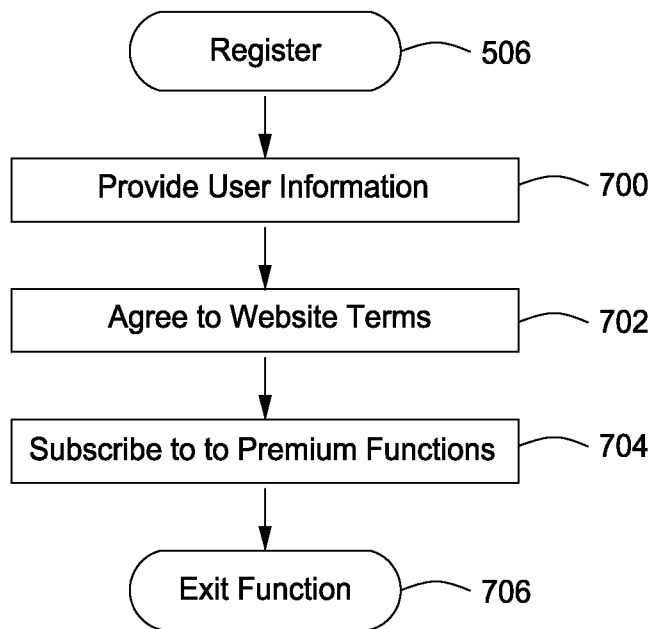 Register
506
Provide User Information
700
Agree to Website Terms
702
Subscribe to to Premium Functions
704
Exit Function
706